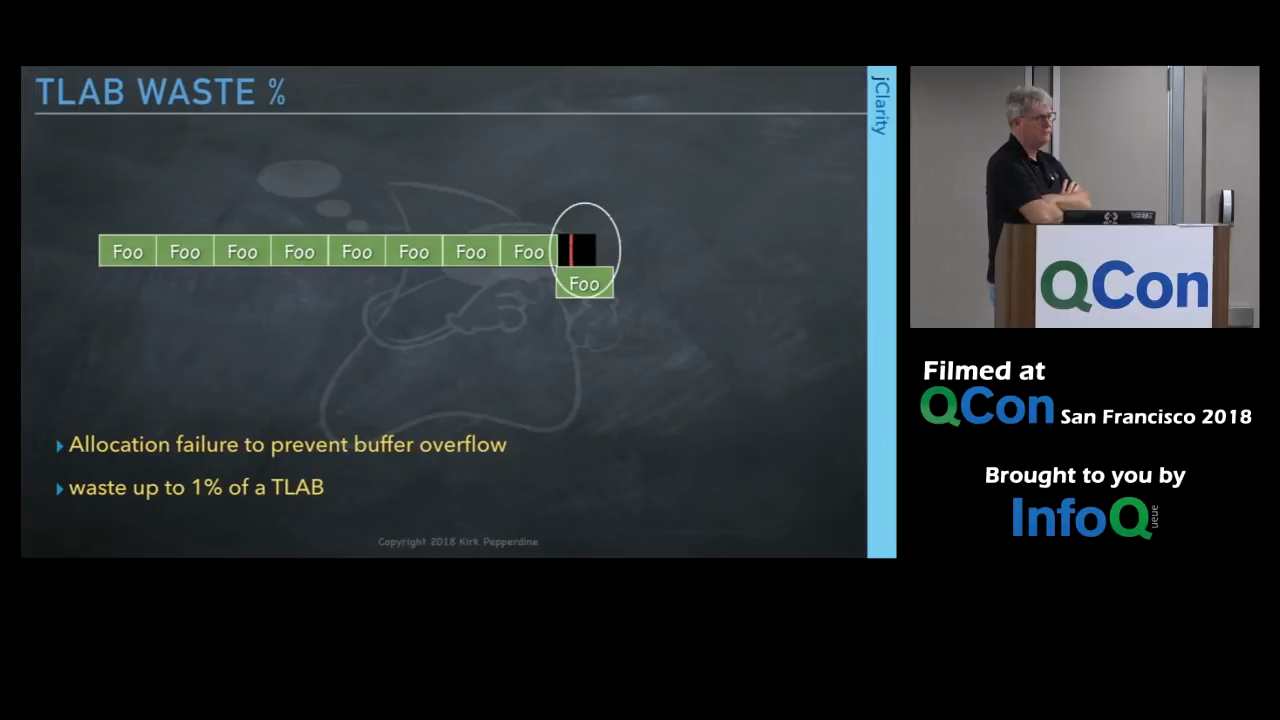 TLAB WASTE %
jClarity
Foo Foo Foo Foo Foo Foo Foo Foo
Foo
Allocation failure to prevent buffer overflow
waste up to 1% of a TLAB
Copyright 2018 Kirk Pepperdine
QCon
Filmed at
QCon San Francisco 2018
Brought to you by
InfoQ
ueue